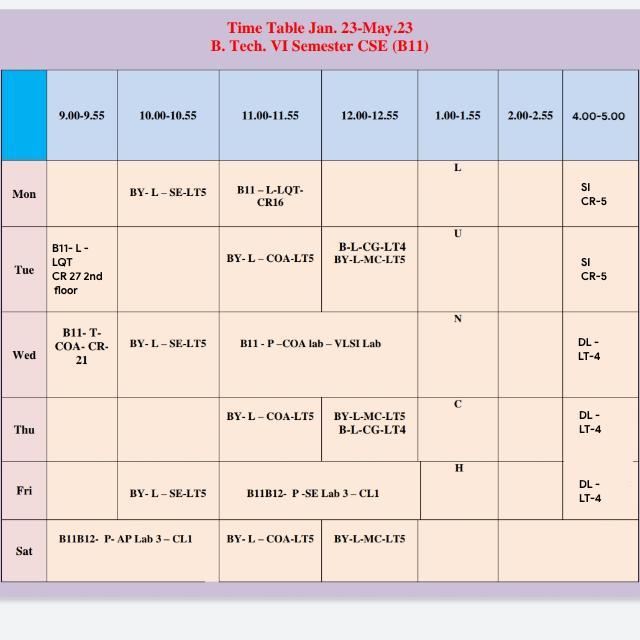 Time Table Jan. 23-May.23
B. Tech. VI Semester CSE (B11)
9.00-9.55 10.00-10.55 11.00-11.55 12.00-12.55 1.00-1.55 2.00-2.55 4.00-5.00
Mon
BY- L – SE-LT5
B11 – L-LQT-
CR16
L
SI
CR-5
Tue
B11- L -
LQT
CR 27 2nd
floor
BY- L – COA-LT5
B-L-CG-LT4
BY-L-MC-LT5
U
SI
CR-5
Wed
B11- T-
COA- CR-
21
BY- L – SE-LT5
B11 - P –COA lab – VLSI Lab
N
DL -
LT-4
Thu
BY- L – COA-LT5
BY-L-MC-LT5
B-L-CG-LT4
C
DL -
LT-4
Fri
BY- L – SE-LT5
B11B12- P -SE Lab 3 – CL1
H
DL -
LT-4
Sat
B11B12- P- AP Lab 3 – CL1
BY- L – COA-LT5
BY-L-MC-LT5